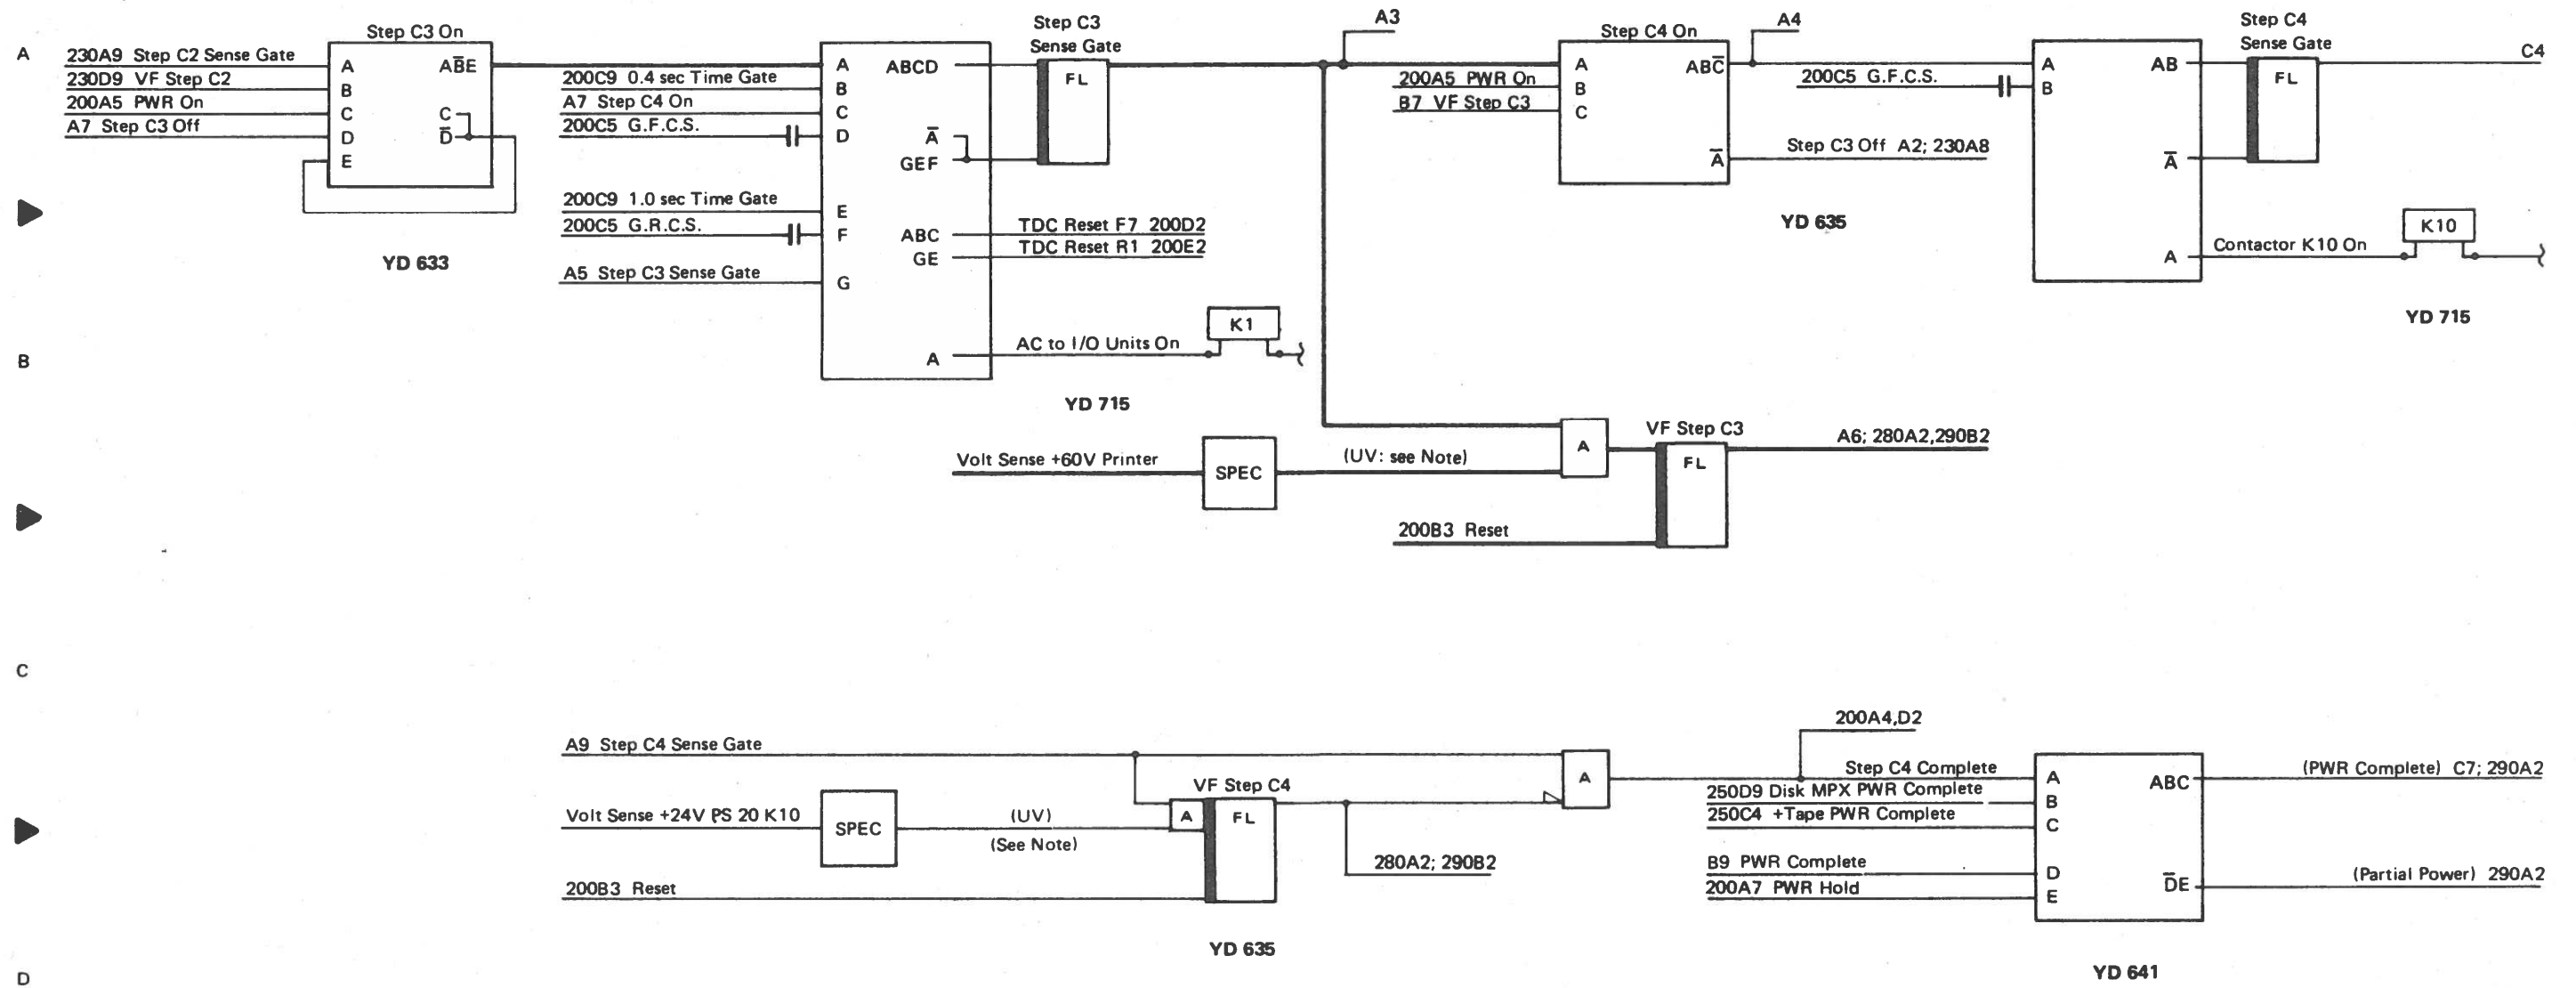 A
Step C3 On
230A9 Step C2 Sense Gate
230D9 VF Step C2
200A5 PWR On
A7 Step C3 Off
A
B
C
D
E
AB̅E
C
D̅
YD 633
200C9 0.4 sec Time Gate
A7 Step C4 On
200C5 G.F.C.S.
200C9 1.0 sec Time Gate
200C5 G.R.C.S.
A5 Step C3 Sense Gate
A
B
C
D
E
F
G
ABCD
A̅
GEF
ABC
GE
A
Step C3
Sense Gate
FL
TDC Reset F7 200D2
TDC Reset R1 200E2
AC to I/O Units On
K1
YD 715
A3
Step C4 On
200A5 PWR On
B7 VF Step C3
A
B
C
ABC̅
A̅
A4
Step C3 Off A2; 230A8
YD 635
200C5 G.F.C.S.
A
B
AB
A̅
A
Step C4
Sense Gate
FL
C4
Contactor K10 On
K10
YD 715
B
Volt Sense +60V Printer
SPEC
(UV: see Note)
A
VF Step C3
FL
A6; 280A2,290B2
200B3 Reset
C
A9 Step C4 Sense Gate
Volt Sense +24V PS 20 K10
SPEC
(UV)
(See Note)
200B3 Reset
A
VF Step C4
FL
280A2; 290B2
YD 635
A
200A4,D2
Step C4 Complete
250D9 Disk MPX PWR Complete
250C4 +Tape PWR Complete
B9 PWR Complete
200A7 PWR Hold
A
B
C
D
E
ABC
D̅E
(PWR Complete) C7; 290A2
(Partial Power) 290A2
YD 641
D